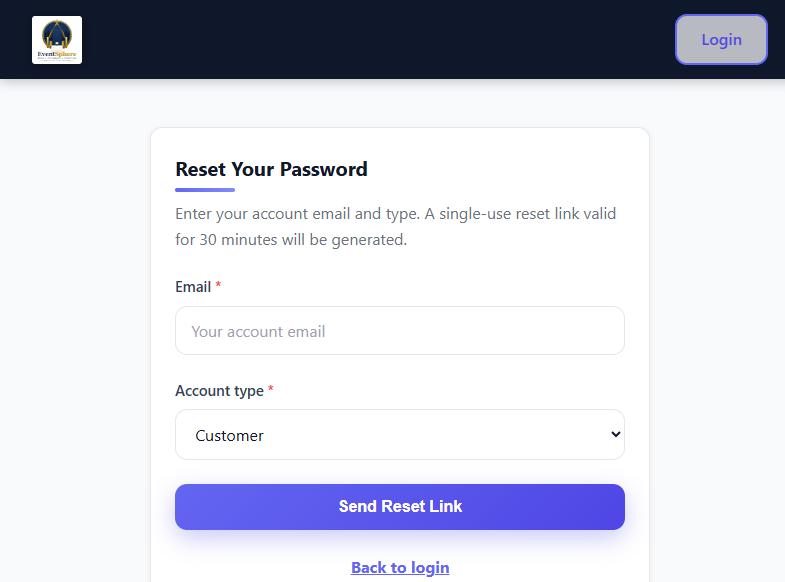 EventSphere
Login
Reset Your Password
Enter your account email and type. A single-use reset link valid
for 30 minutes will be generated.
Email *
Your account email
Account type *
Customer
Send Reset Link
Back to login